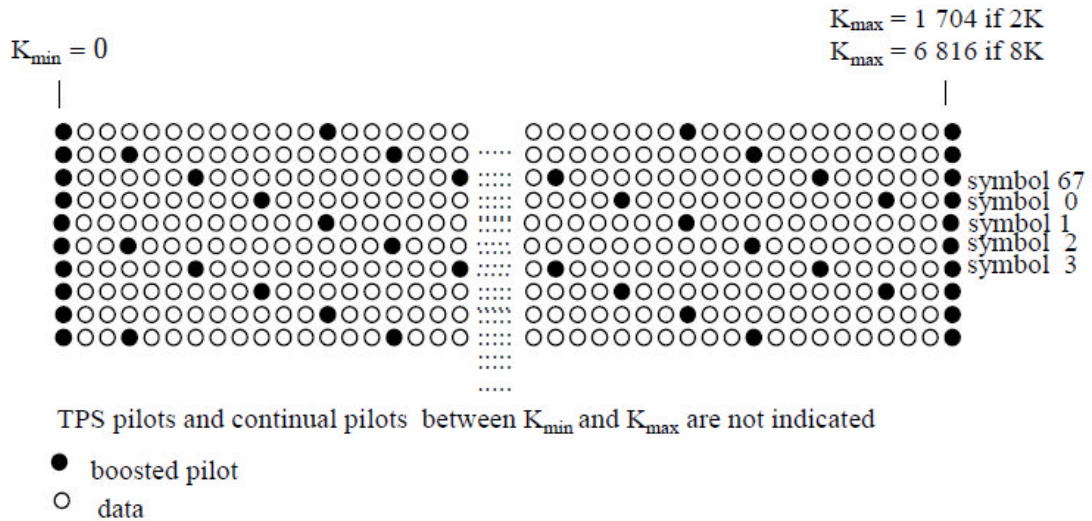 K_max = 1 704 if 2K
K_min = 0
K_max = 6 816 if 8K
symbol 67
symbol 0
symbol 1
symbol 2
symbol 3
TPS pilots and continual pilots between K_min and K_max are not indicated
boosted pilot
data